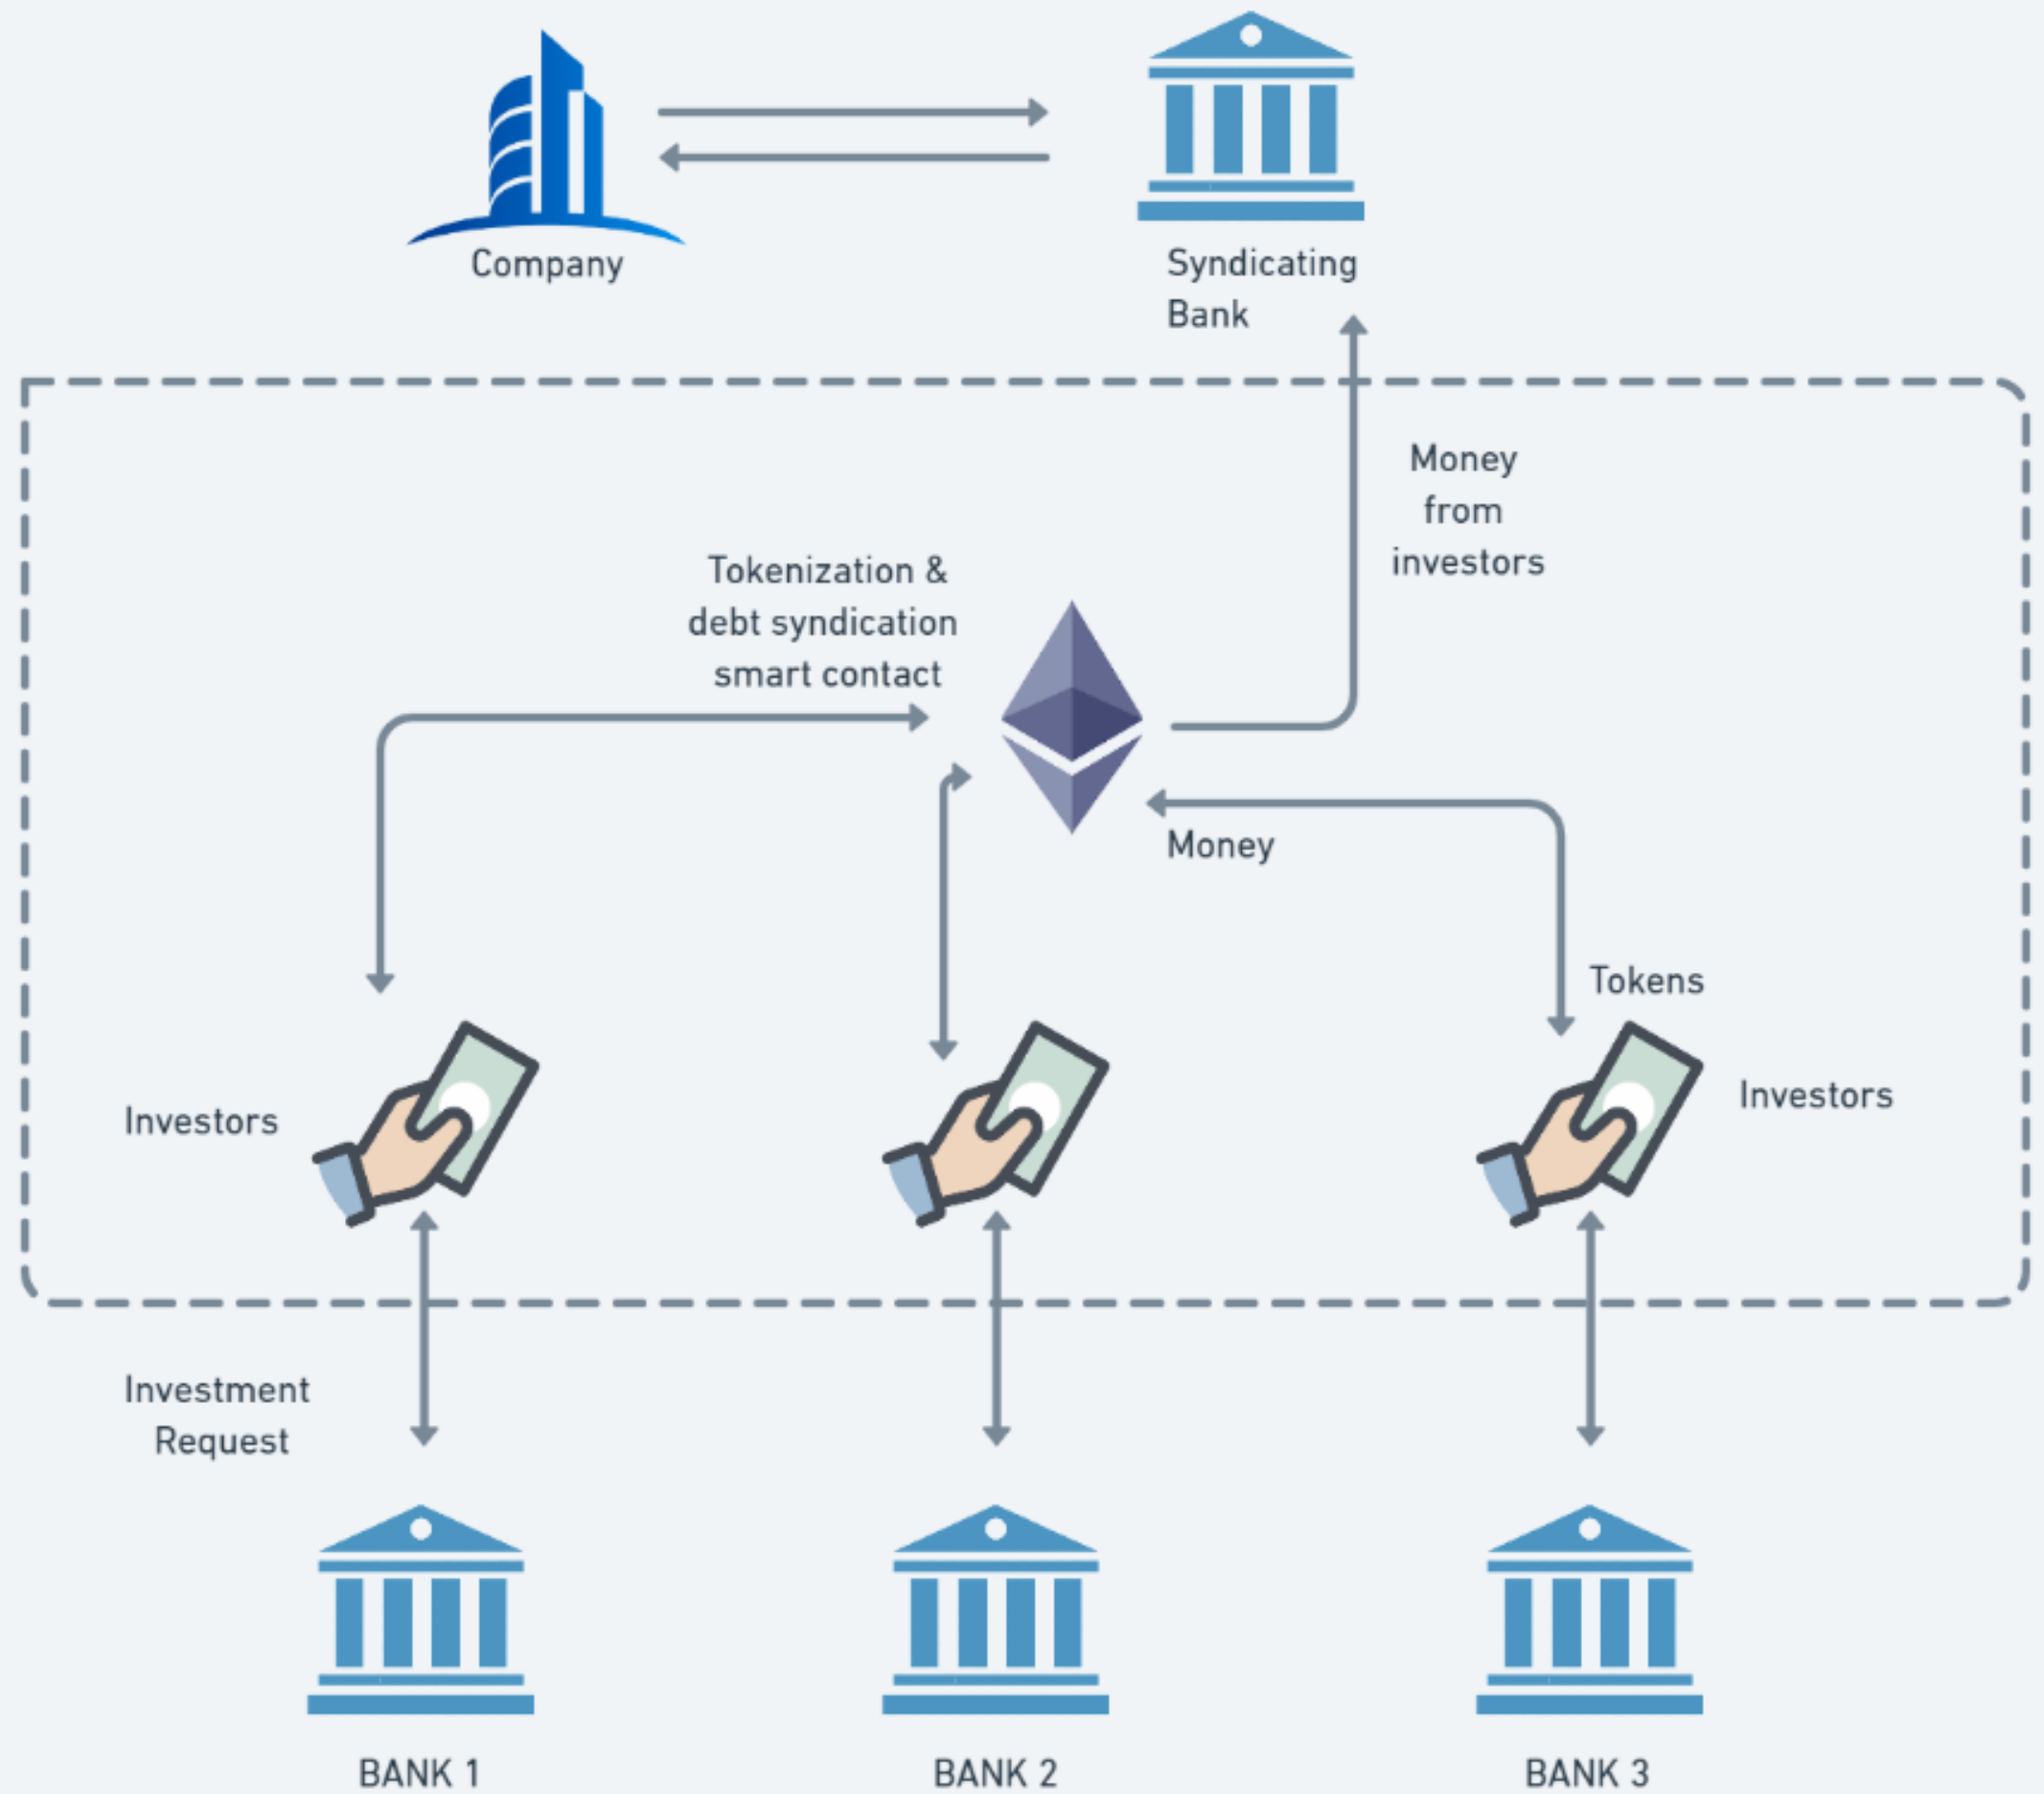 Company
Syndicating
Bank
Money
from
investors
Tokenization &
debt syndication
smart contact
Money
Tokens
Investors
Investors
Investment
Request
BANK 1
BANK 2
BANK 3